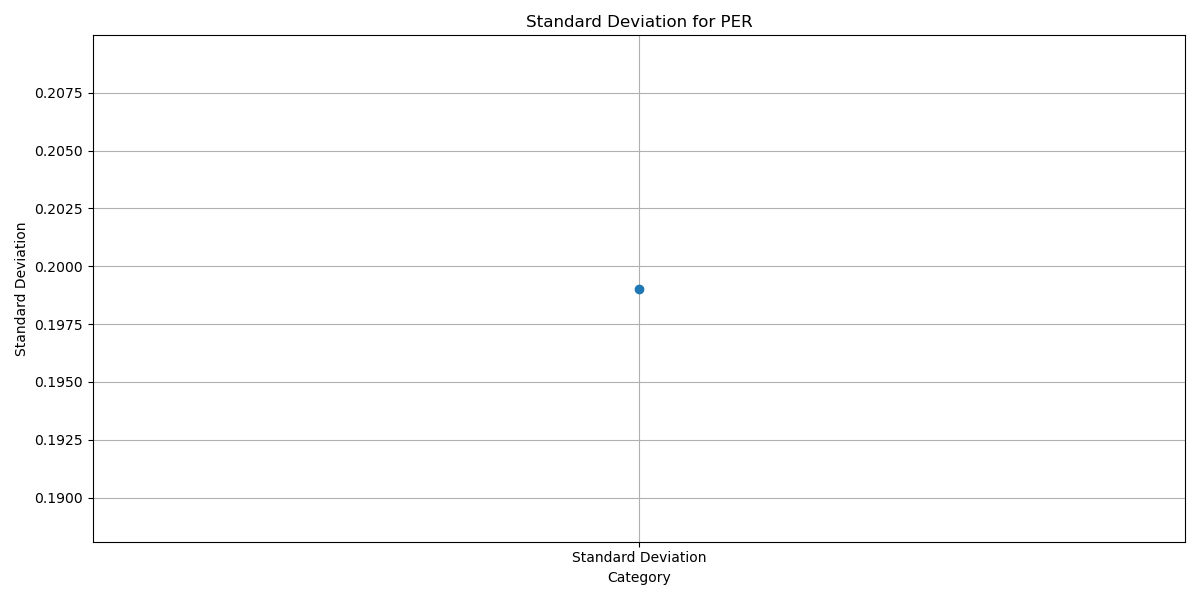 Standard Deviation for PER
Standard Deviation
0.2075
0.2050
0.2025
0.2000
0.1975
0.1950
0.1925
0.1900
Standard Deviation
Category